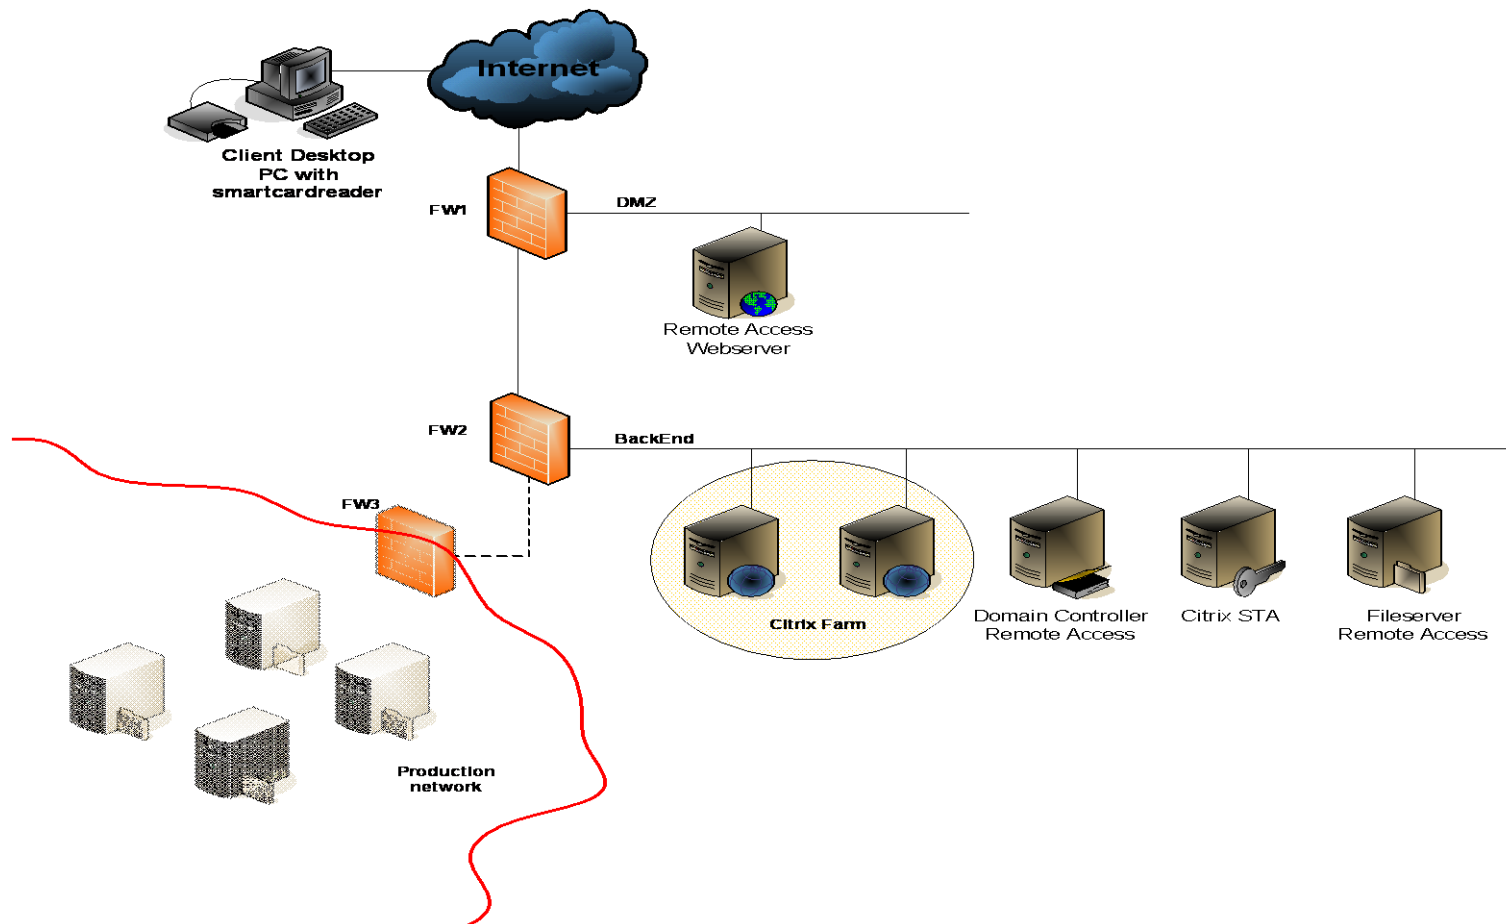 Internet
Client Desktop
PC with
smartcardreader
FW1
DMZ
Remote Access
Webserver
FW2
BackEnd
FW3
Citrix Farm
Domain Controller
Remote Access
Citrix STA
Fileserver
Remote Access
Production
network